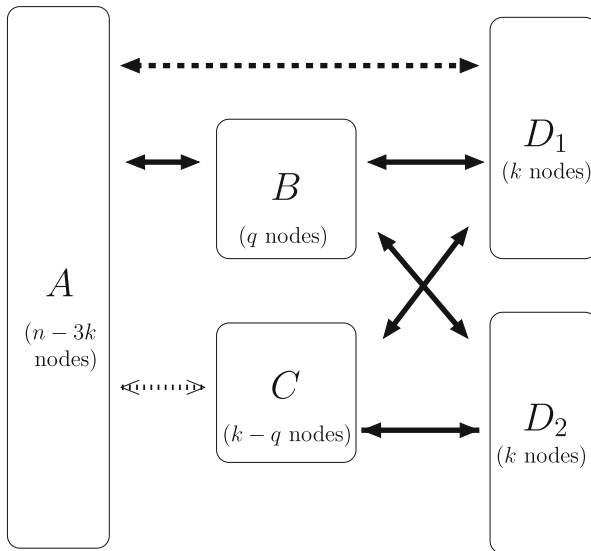 A
(n − 3k
nodes)
B
(q nodes)
C
(k − q nodes)
D₁
(k nodes)
D₂
(k nodes)